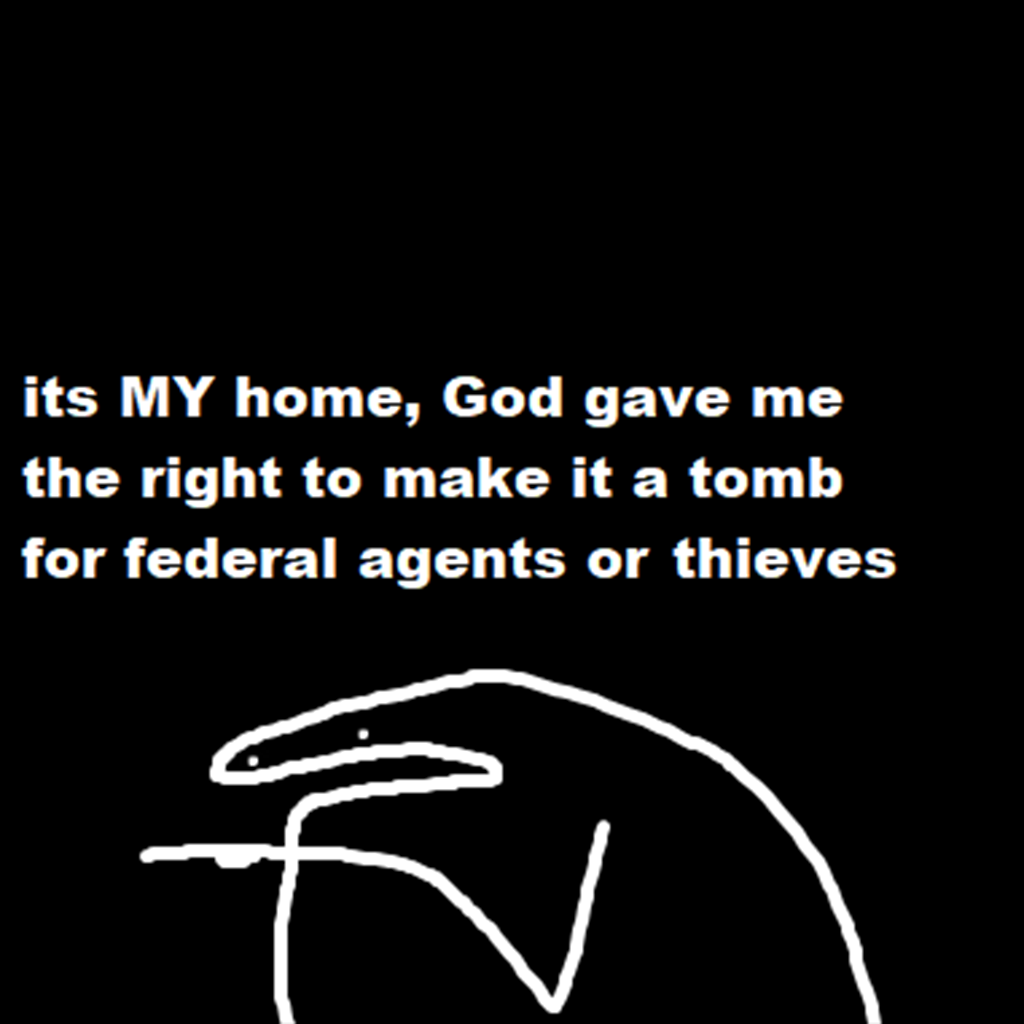 its MY home, God gave me
the right to make it a tomb
for federal agents or thieves